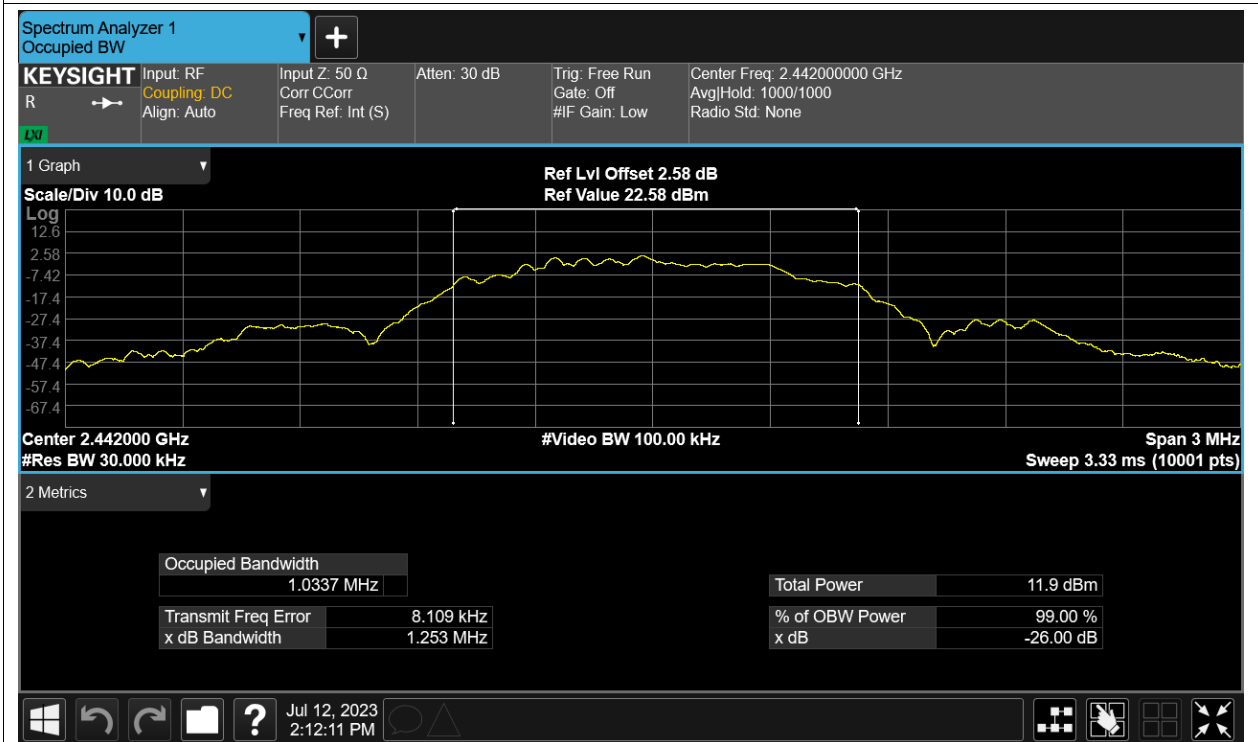 Spectrum Analyzer 1
Occupied BW
KEYSIGHT
R
LXI
Input: RF
Coupling: DC
Align: Auto
Input Z: 50 Ω
Corr CCorr
Freq Ref: Int (S)
Atten: 30 dB
Trig: Free Run
Gate: Off
#IF Gain: Low
Center Freq: 2.442000000 GHz
Avg|Hold: 1000/1000
Radio Std: None
1 Graph
Scale/Div 10.0 dB
Ref Lvl Offset 2.58 dB
Ref Value 22.58 dBm
Log
12.6
2.58
-7.42
-17.4
-27.4
-37.4
-47.4
-57.4
-67.4
Center 2.442000 GHz
#Res BW 30.000 kHz
#Video BW 100.00 kHz
Span 3 MHz
Sweep 3.33 ms (10001 pts)
2 Metrics
Occupied Bandwidth
1.0337 MHz
Transmit Freq Error 8.109 kHz
x dB Bandwidth 1.253 MHz
Total Power 11.9 dBm
% of OBW Power 99.00 %
x dB -26.00 dB
?
Jul 12, 2023
2:12:11 PM